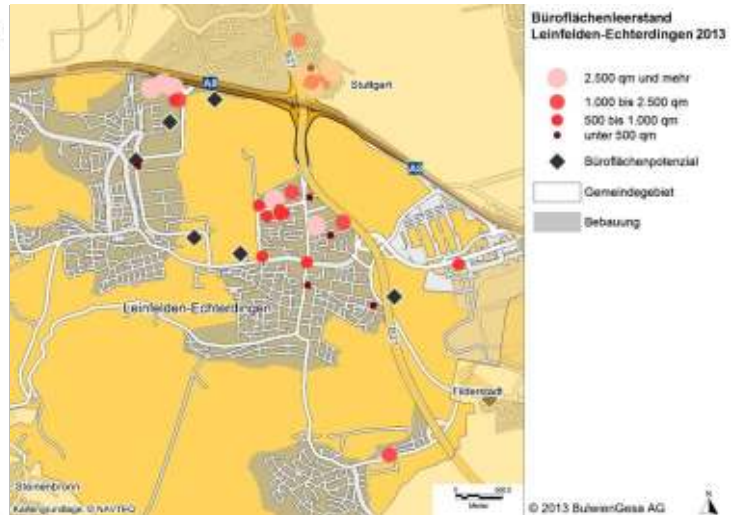 Büroflächenleerstand
Leinfelden-Echterdingen 2013
2.500 qm und mehr
1.000 bis 2.500 qm
500 bis 1.000 qm
unter 500 qm
Büroflächenpotenzial
Gemeindegebiet
Bebauung
A8
Stuttgart
A8
Leinfelden-Echterdingen
Filderstadt
Steinenbronn
Kartengrundlage: © NAVTEQ
Meter
N
© 2013 BulwienGesa AG